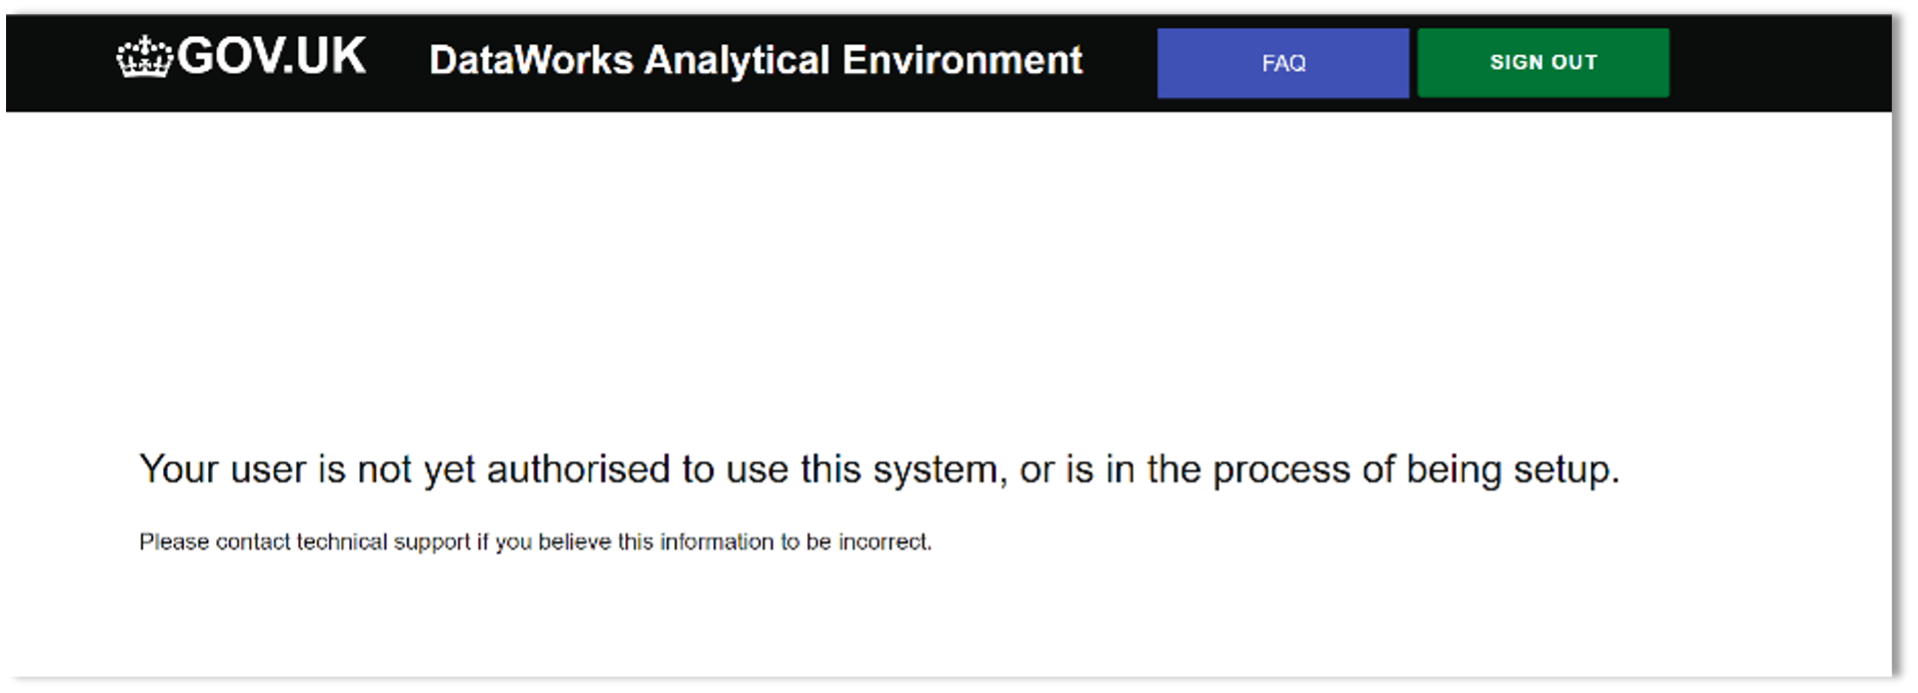 GOV.UK DataWorks Analytical Environment FAQ SIGN OUT
Your user is not yet authorised to use this system, or is in the process of being setup.
Please contact technical support if you believe this information to be incorrect.